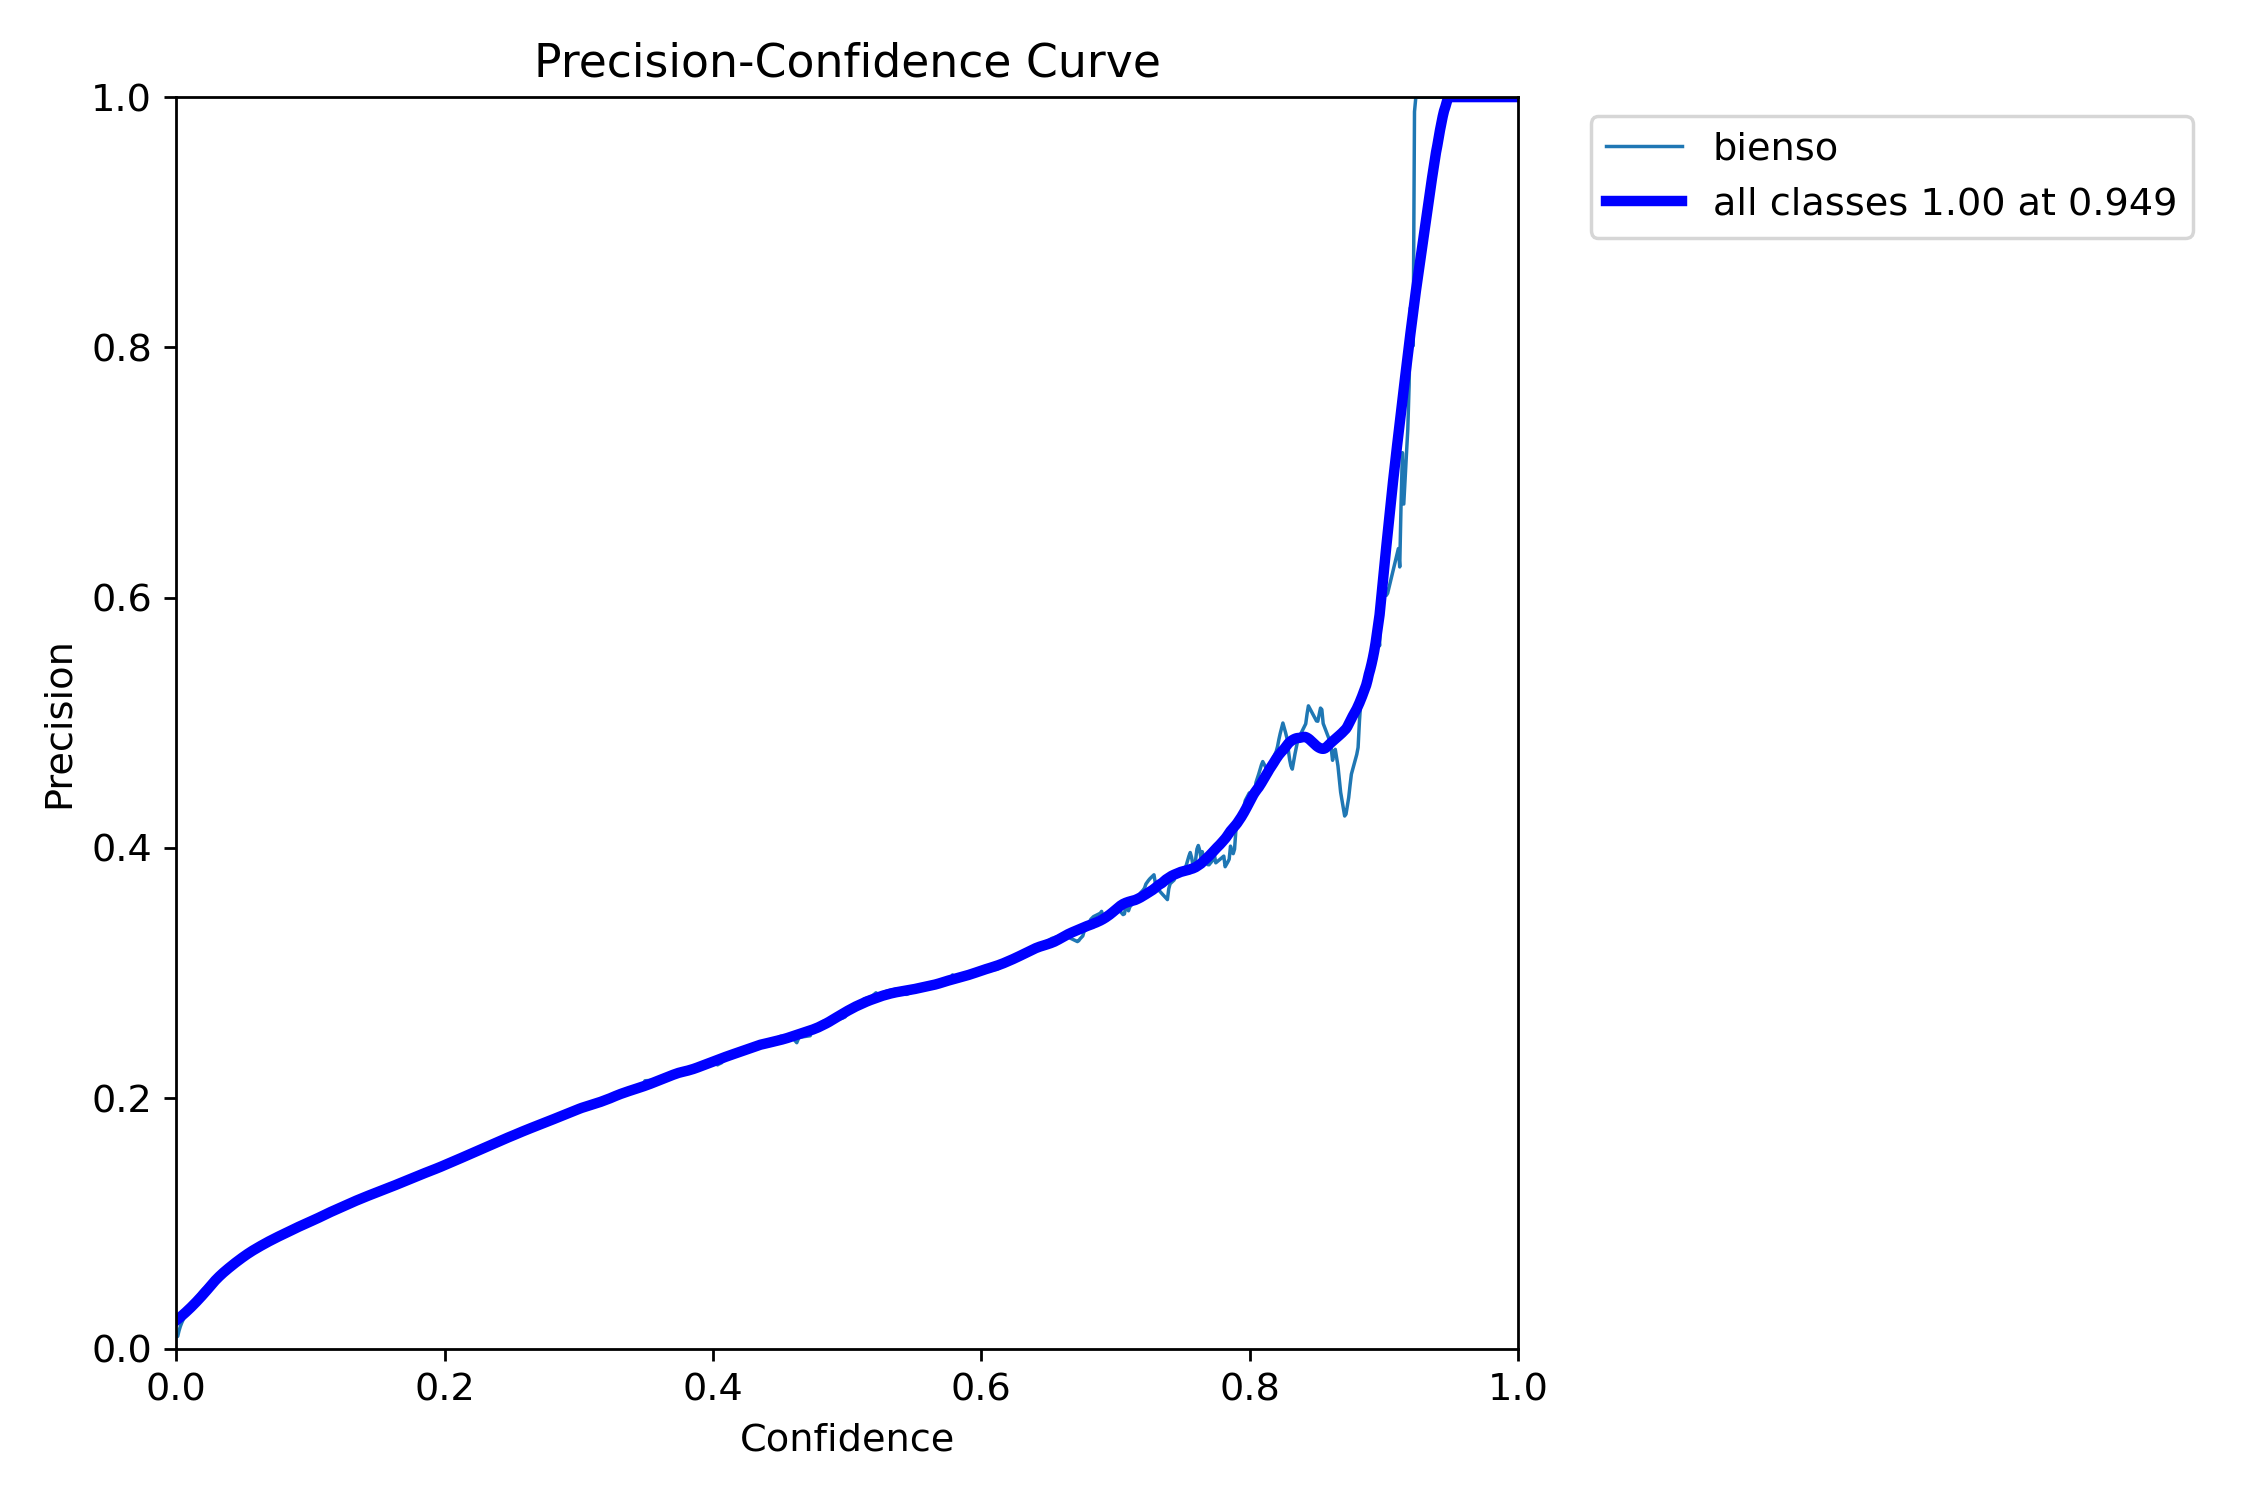 Precision-Confidence Curve
1.0
0.8
0.6
0.4
0.2
0.0
Precision
0.0 0.2 0.4 0.6 0.8 1.0
Confidence
bienso
all classes 1.00 at 0.949